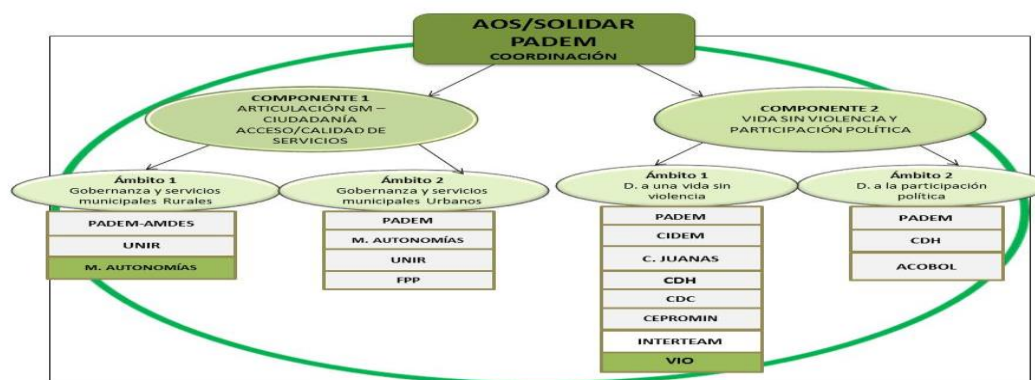 AOS/SOLIDAR
PADEM
COORDINACIÓN
COMPONENTE 1
ARTICULACIÓN GM –
CIUDADANÍA
ACCESO/CALIDAD DE
SERVICIOS
COMPONENTE 2
VIDA SIN VIOLENCIA Y
PARTICIPACIÓN POLÍTICA
Ámbito 1
Gobernanza y servicios
municipales Rurales
PADEM-AMDES
UNIR
M. AUTONOMÍAS
Ámbito 2
Gobernanza y servicios
municipales Urbanos
PADEM
M. AUTONOMÍAS
UNIR
FPP
Ámbito 1
D. a una vida sin
violencia
PADEM
CIDEM
C. JUANAS
CDH
CDC
CEPROMIN
INTERTEAM
VIO
Ámbito 2
D. a la participación
política
PADEM
CDH
ACOBOL